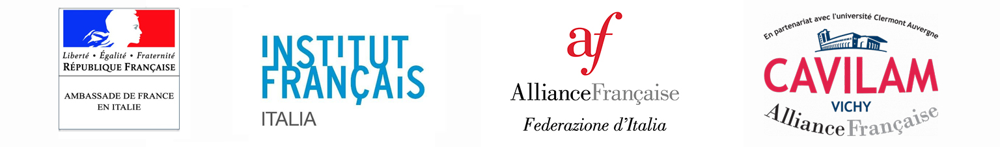 Liberté • Égalité • Fraternité
RÉPUBLIQUE FRANÇAISE
AMBASSADE DE FRANCE
EN ITALIE
INSTITUT
FRANÇAIS
ITALIA
af
AllianceFrançaise
Federazione d'Italia
En partenariat avec l'université Clermont Auvergne
CAVILAM
VICHY
AllianceFrançaise